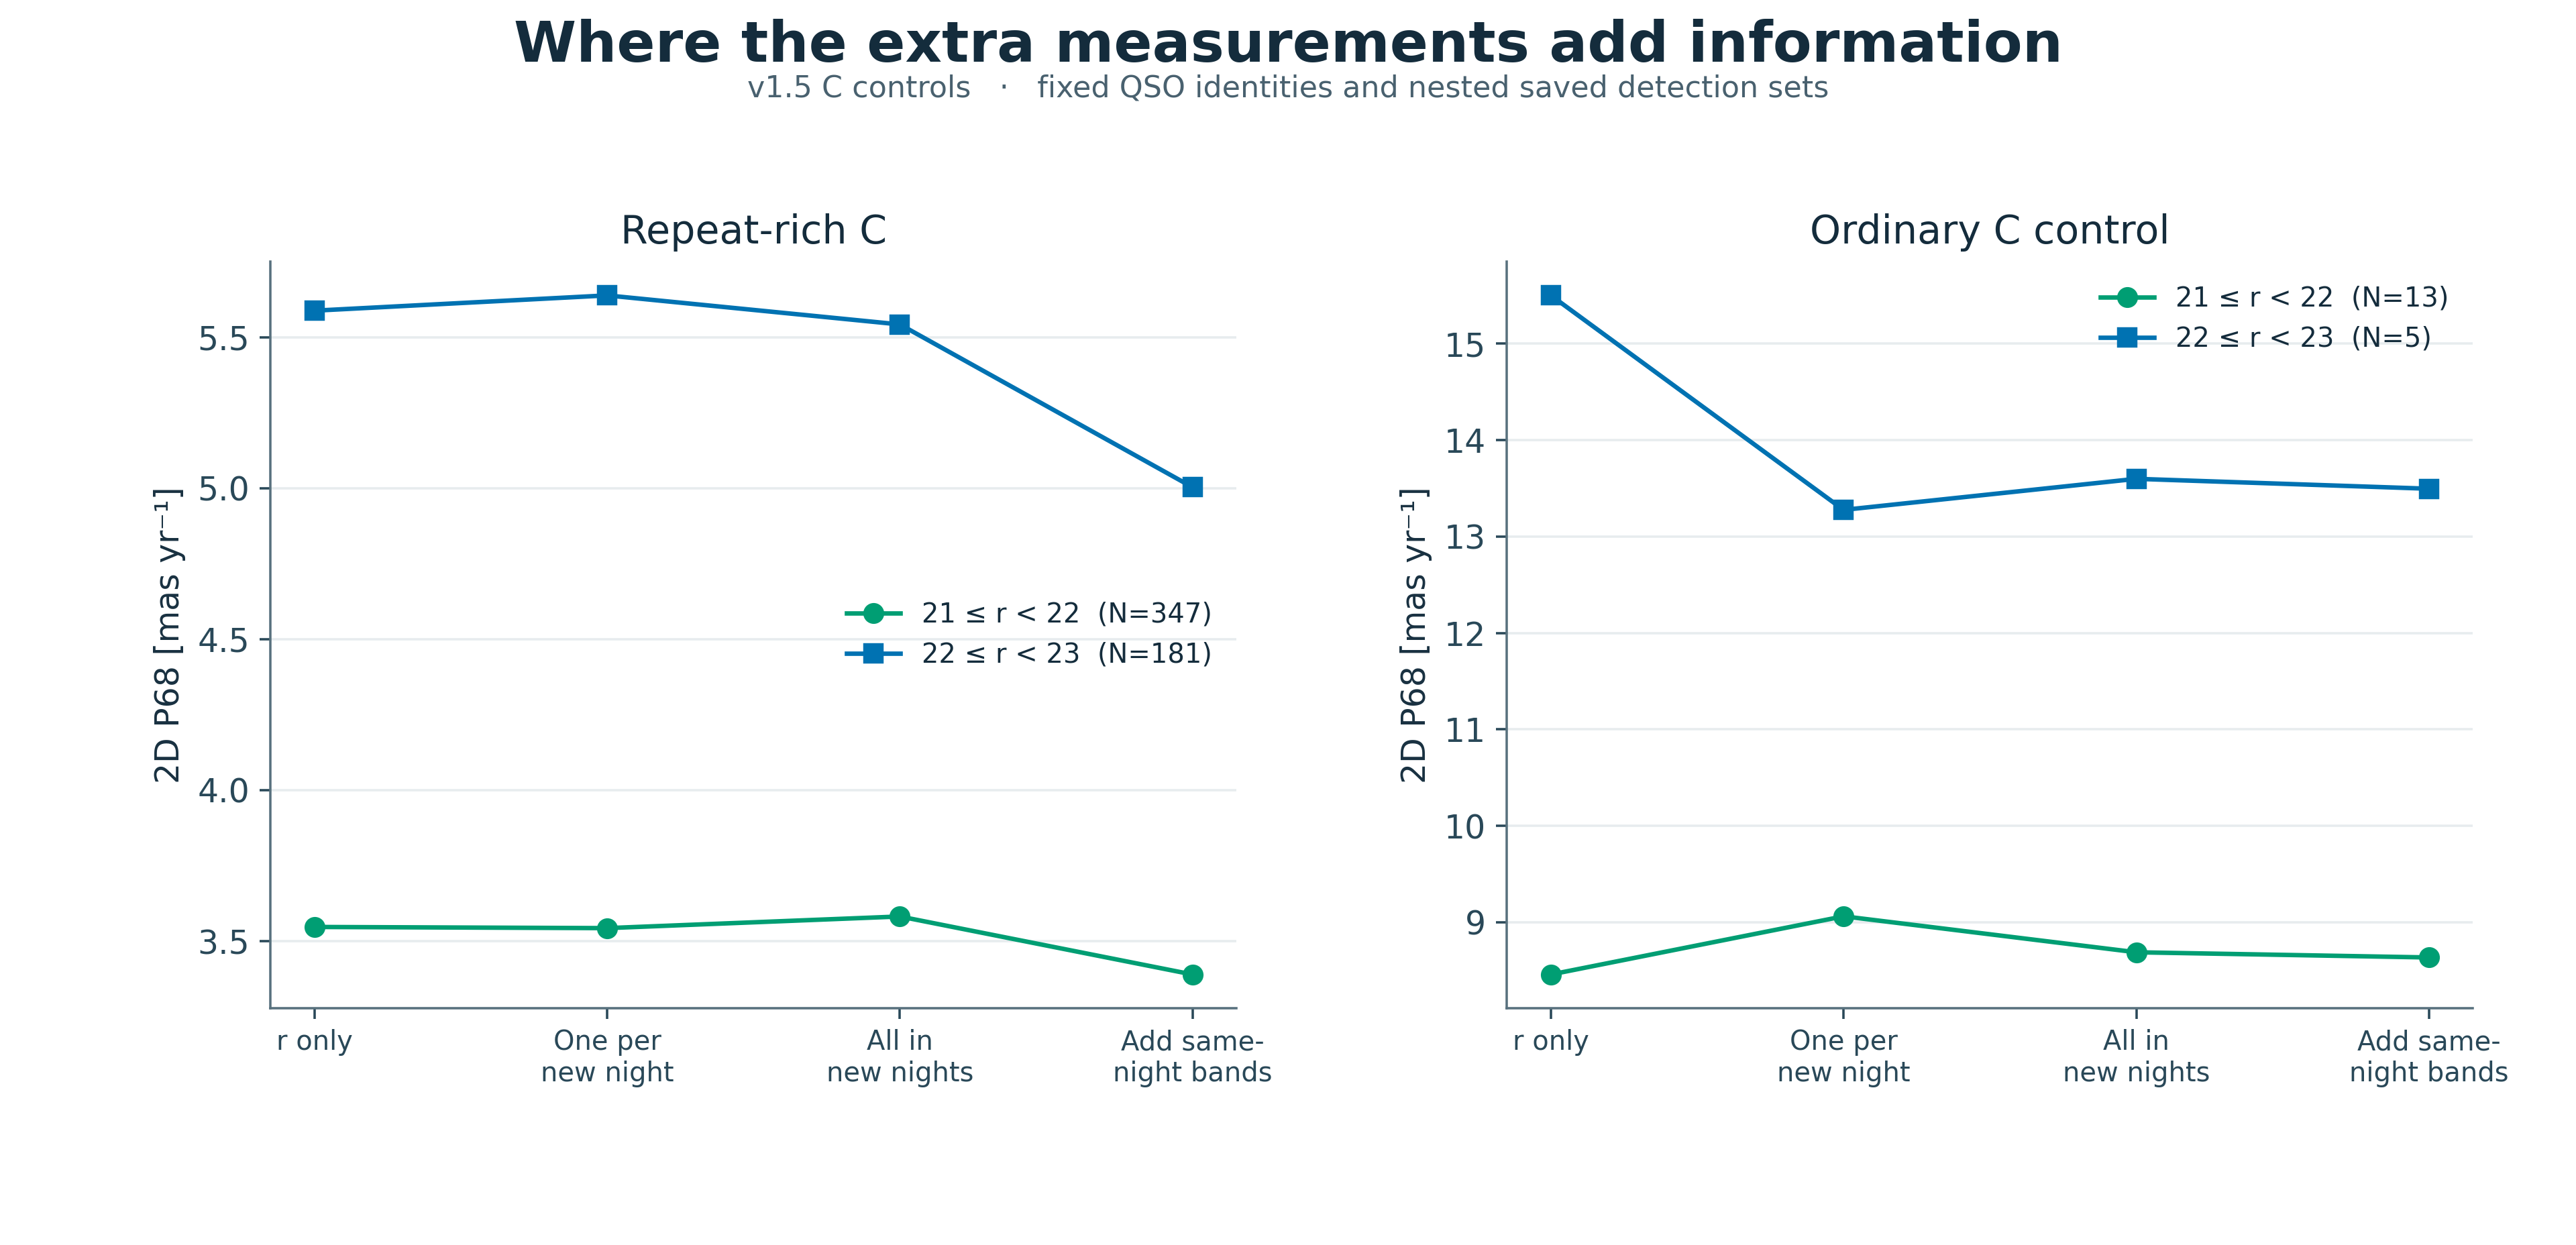 Where the extra measurements add information
v1.5 C controls · fixed QSO identities and nested saved detection sets
Repeat-rich C
2D P68 [mas yr⁻¹]
5.5
5.0
4.5
4.0
3.5
21 ≤ r < 22 (N=347)
22 ≤ r < 23 (N=181)
r only
One per
new night
All in
new nights
Add same-
night bands
Ordinary C control
2D P68 [mas yr⁻¹]
15
14
13
12
11
10
9
21 ≤ r < 22 (N=13)
22 ≤ r < 23 (N=5)
r only
One per
new night
All in
new nights
Add same-
night bands